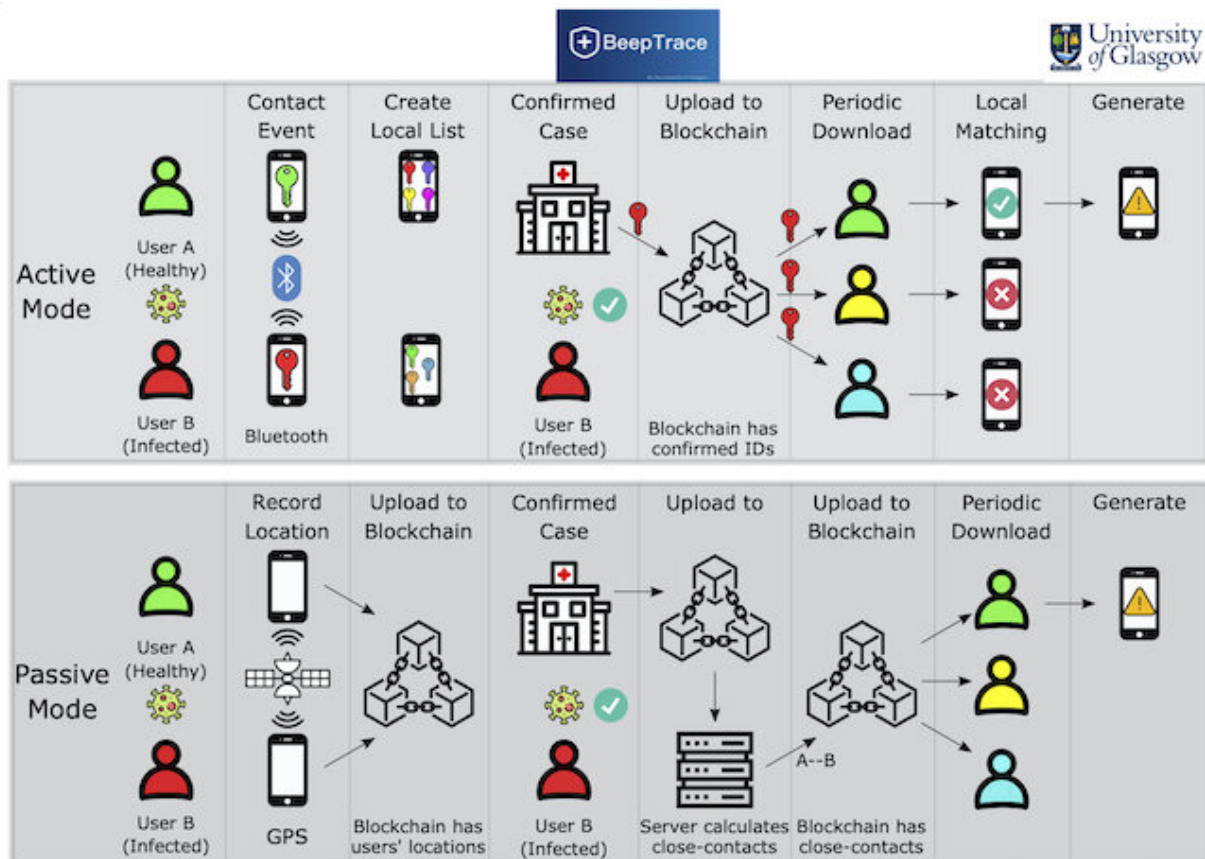 BeepTrace
University
of Glasgow
Contact
Event
Create
Local List
Confirmed
Case
Upload to
Blockchain
Periodic
Download
Local
Matching
Generate
Active
Mode
User A
(Healthy)
User B
(Infected)
Bluetooth
User B
(Infected)
Blockchain has
confirmed IDs
Record
Location
Upload to
Blockchain
Confirmed
Case
Upload to
Upload to
Blockchain
Periodic
Download
Generate
Passive
Mode
User A
(Healthy)
User B
(Infected)
GPS
Blockchain has
users' locations
User B
(Infected)
A--B
Server calculates
close-contacts
Blockchain has
close-contacts